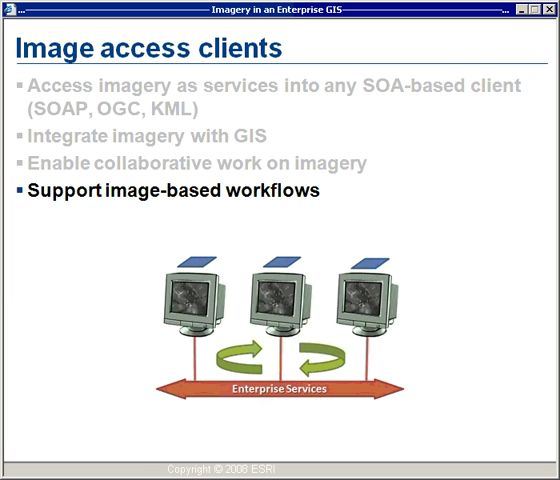 Imagery in an Enterprise GIS
Image access clients
Access imagery as services into any SOA-based client
(SOAP, OGC, KML)
Integrate imagery with GIS
Enable collaborative work on imagery
Support image-based workflows
Enterprise Services
Copyright © 2008 ESRI